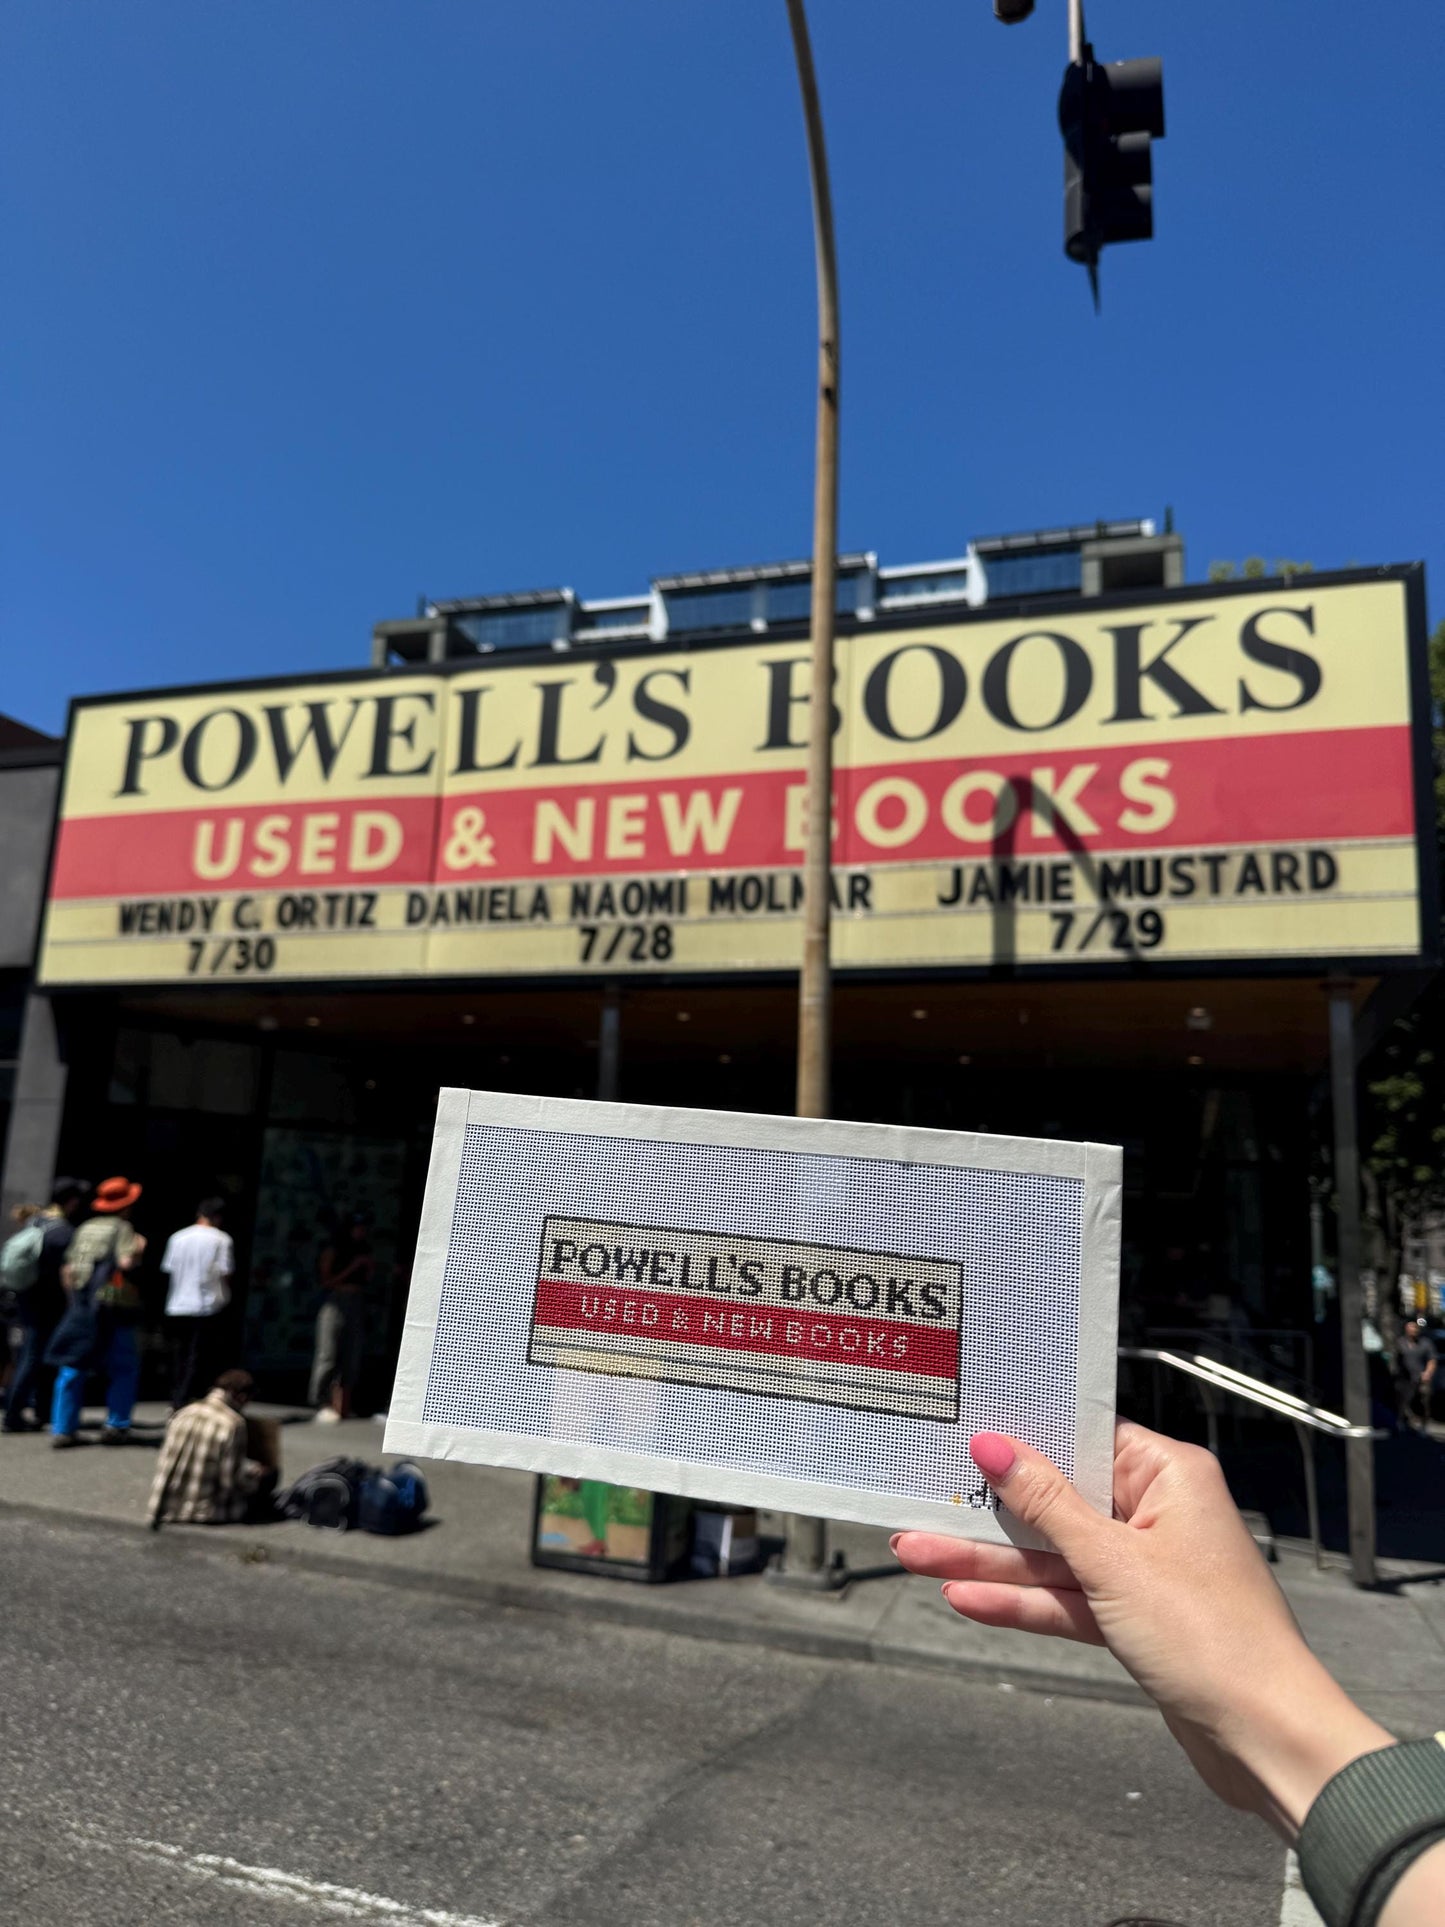 POWELL'S BOOKS
USED & NEW BOOKS
WENDY C. ORTIZ DANIELA NAOMI MOLNAR JAMIE MUSTARD
7/30 7/28 7/29
POWELL'S BOOKS
USED & NEW BOOKS